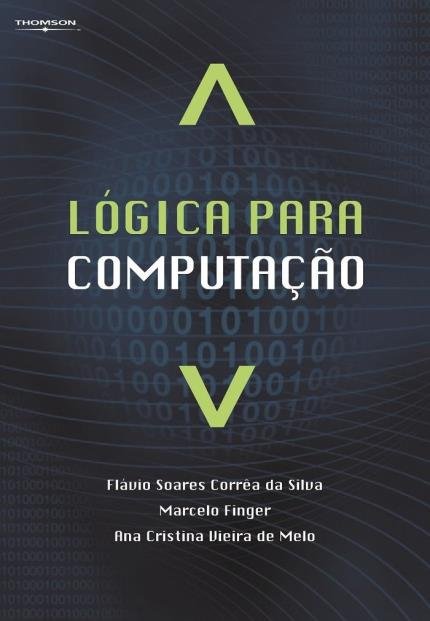 THOMSON
∧
LÓGICA PARA
COMPUTAÇÃO
∨
Flávio Soares Corrêa da Silva
Marcelo Finger
Ana Cristina Vieira de Melo